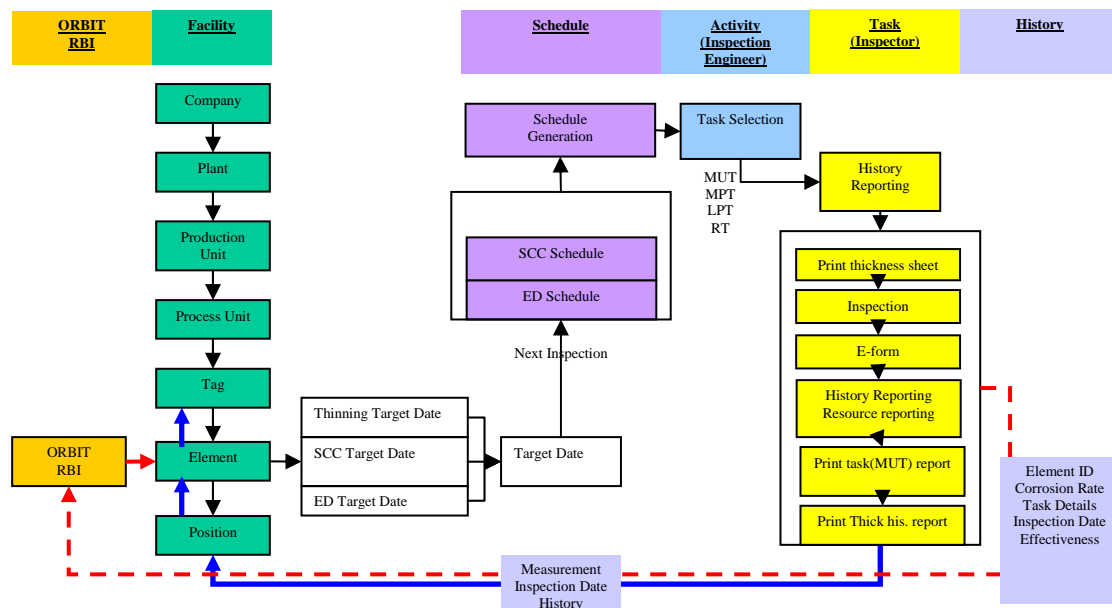 ORBIT
RBI
Facility
Schedule
Activity
(Inspection
Engineer)
Task
(Inspector)
History
Company
Plant
Production
Unit
Process Unit
Tag
Element
Position
ORBIT
RBI
Thinning Target Date
SCC Target Date
ED Target Date
Target Date
Next Inspection
SCC Schedule
ED Schedule
Schedule
Generation
Task Selection
MUT
MPT
LPT
RT
History
Reporting
Print thickness sheet
Inspection
E-form
History Reporting
Resource reporting
Print task(MUT) report
Print Thick his. report
Element ID
Corrosion Rate
Task Details
Inspection Date
Effectiveness
Measurement
Inspection Date
History